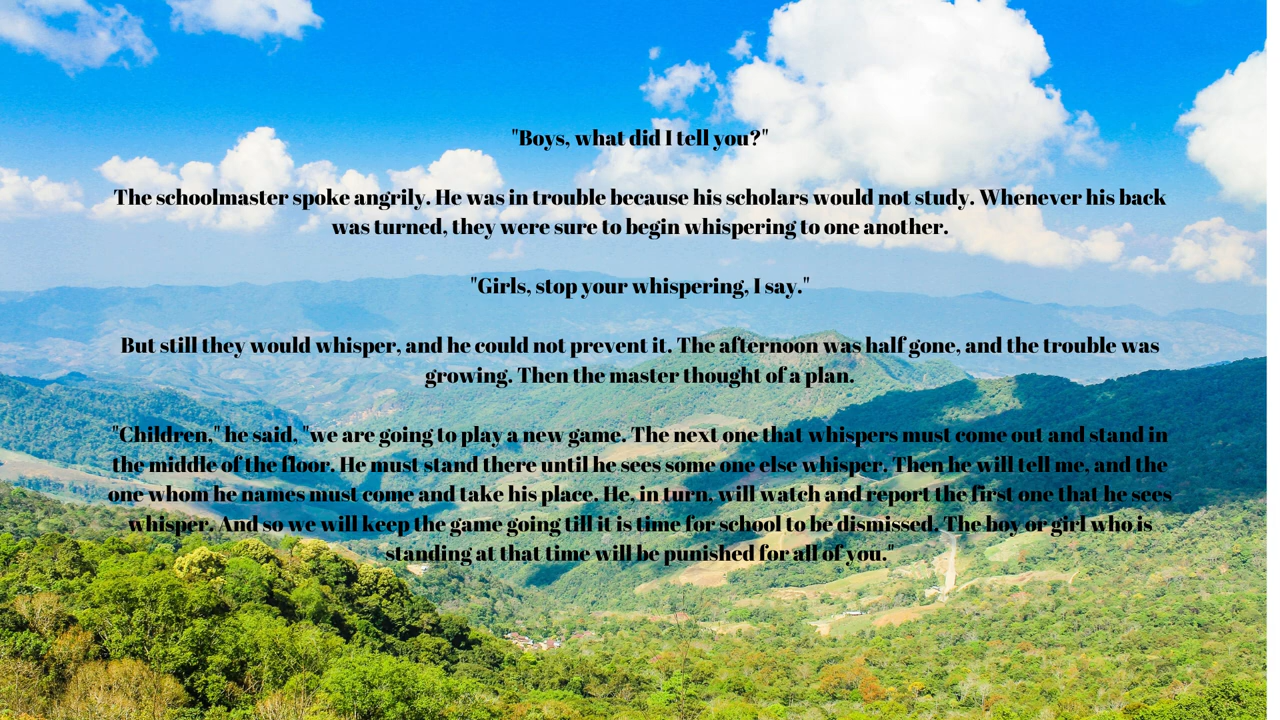 "Boys, what did I tell you?"
The schoolmaster spoke angrily. He was in trouble because his scholars would not study. Whenever his back
was turned, they were sure to begin whispering to one another.
"Girls, stop your whispering, I say."
But still they would whisper, and he could not prevent it. The afternoon was half gone, and the trouble was
growing. Then the master thought of a plan.
"Children," he said, "we are going to play a new game. The next one that whispers must come out and stand in
the middle of the floor. He must stand there until he sees some one else whisper. Then he will tell me, and the
one whom he names must come and take his place. He, in turn, will watch and report the first one that he sees
whisper. And so we will keep the game going till it is time for school to be dismissed. The boy or girl who is
standing at that time will be punished for all of you."